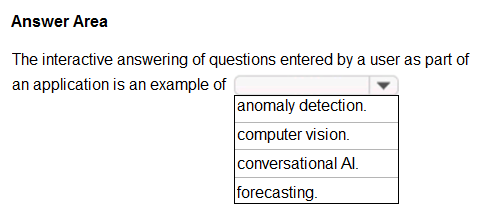 Answer Area
The interactive answering of questions entered by a user as part of
an application is an example of
anomaly detection.
computer vision.
conversational AI.
forecasting.